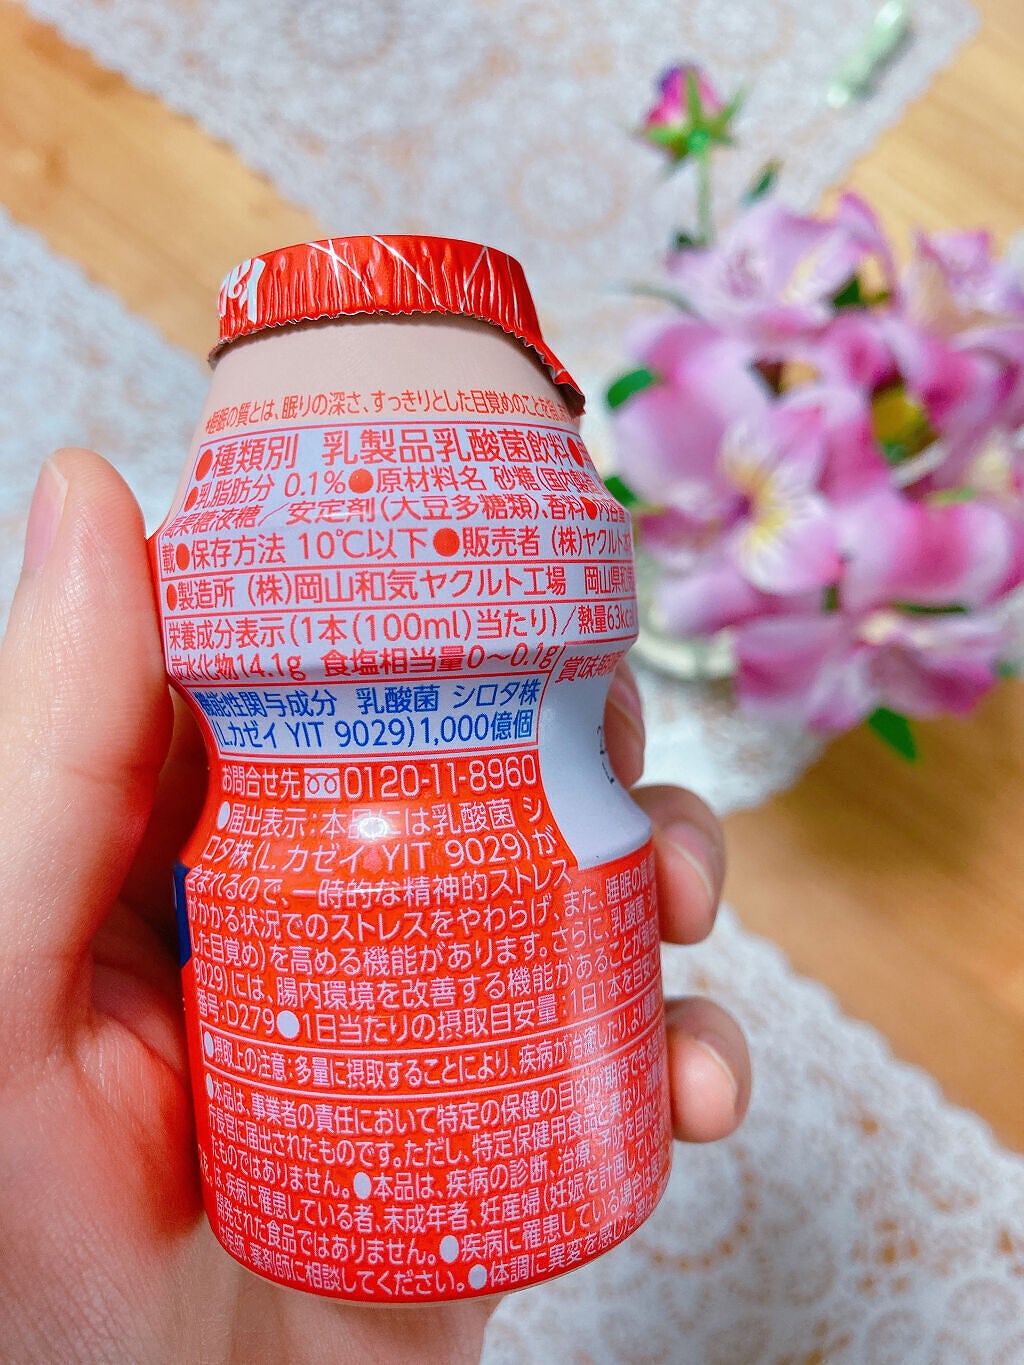 睡眠の質とは、眠りの深さ、すっきりとした目覚めのことを
●種類別 乳製品乳酸菌飲料●
●乳脂肪分 0.1%●原材料名 砂糖(国内製造
果糖液糖/安定剤(大豆多糖類)、香料●内容量
載●保存方法 10℃以下●販売者 (株)ヤクルト本
●製造所 (株)岡山和気ヤクルト工場 岡山県和
栄養成分表示(1本(100ml)当たり)/熱量63kcal
炭水化物14.1g 食塩相当量0〜0.1g
賞味期限
機能性関与成分 乳酸菌 シロタ株
(L.カゼイ YIT 9029)1,000億個
お問合せ先 0120-11-8960
●届出表示:本品には乳酸菌 シ
ロタ株(L.カゼイ YIT 9029)が
含まれるので、一時的な精神的ストレス
がかかる状況でのストレスをやわらげ、また、睡眠の質
した目覚め)を高める機能があります。さらに、乳酸菌
9029)には、腸内環境を改善する機能があることが
番号:D279●1日当たりの摂取目安量:1日1本を目安
●摂取上の注意:多量に摂取することにより、疾病が治癒したり、より
●本品は、事業者の責任において特定の保健の目的が期待できる
庁長官に届出されたものです。ただし、特定保健用食品と異なり、
たものではありません。●本品は、疾病の診断、治療、予防を目的と
は、疾病に罹患している者、未成年者、妊産婦(妊娠を計画している
開発された食品ではありません。●疾病に罹患している場合は
薬剤師に相談してください。●体調に異変を感じた